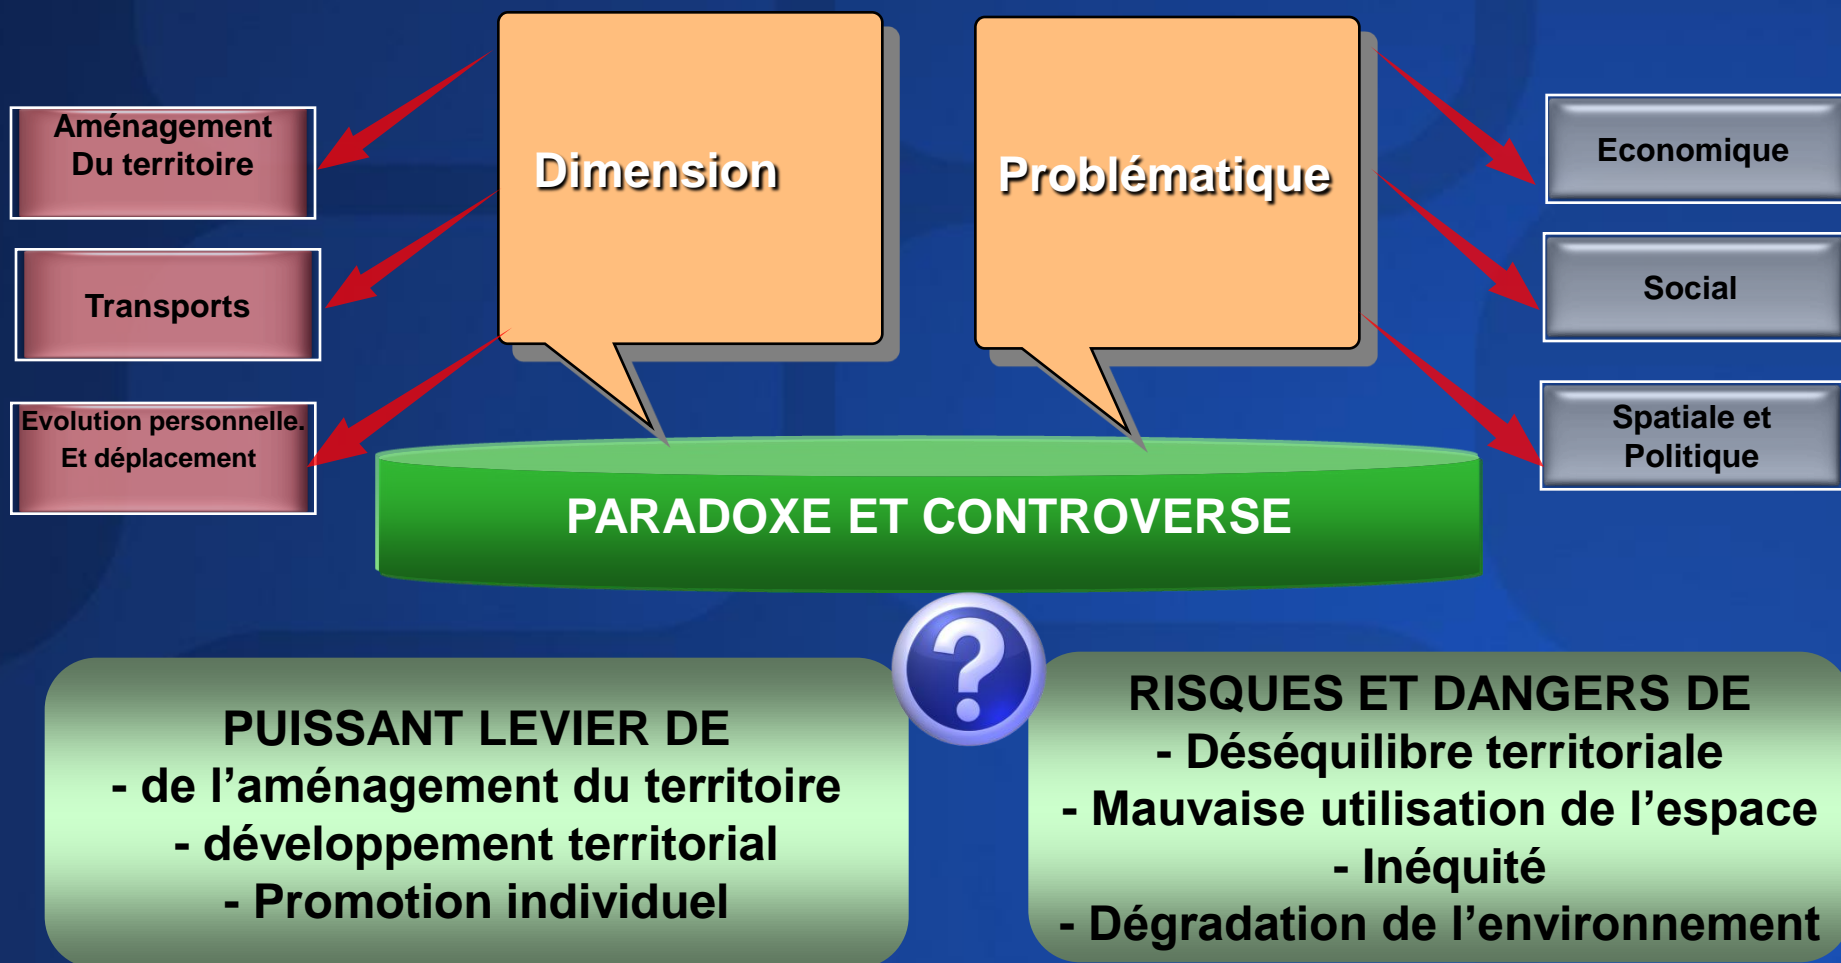 Aménagement
Du territoire
Transports
Evolution personnelle.
Et déplacement
Dimension
Problématique
Economique
Social
Spatiale et
Politique
PARADOXE ET CONTROVERSE
?
PUISSANT LEVIER DE
- de l’aménagement du territoire
- développement territorial
- Promotion individuel
RISQUES ET DANGERS DE
- Déséquilibre territoriale
- Mauvaise utilisation de l’espace
- Inéquité
- Dégradation de l’environnement